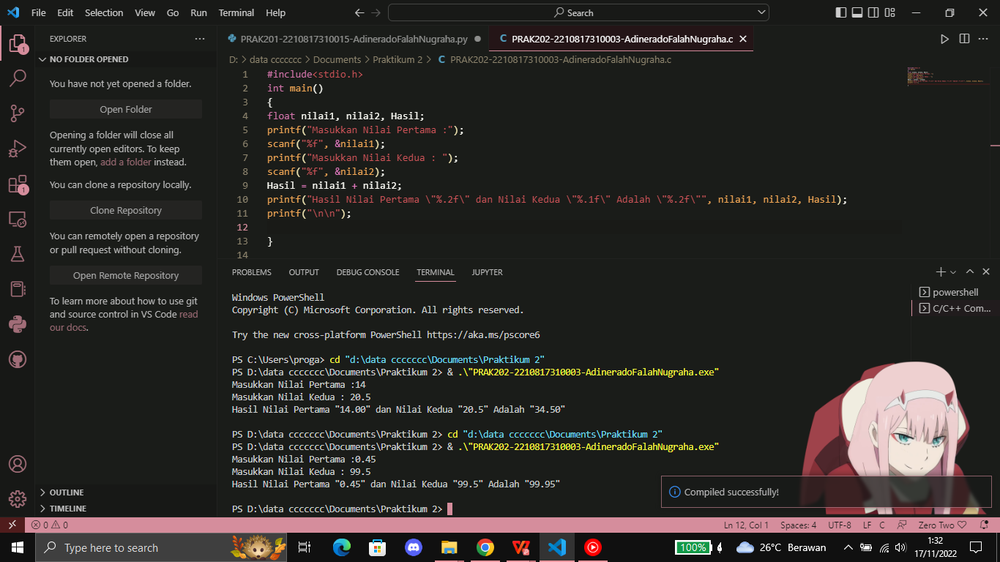 File Edit Selection View Go Run Terminal Help
Search
EXPLORER
PRAK201-2210817310015-AdineradoFalahNugraha.py
C PRAK202-2210817310003-AdineradoFalahNugraha.c
NO FOLDER OPENED
You have not yet opened a folder.
Open Folder
Opening a folder will close all
currently open editors. To keep
them open, add a folder instead.
You can clone a repository locally.
Clone Repository
You can remotely open a repository
or pull request without cloning.
Open Remote Repository
To learn more about how to use git
and source control in VS Code read
our docs.
OUTLINE
TIMELINE
1
1
D: > data ccccccc > Documents > Praktikum 2 > C PRAK202-2210817310003-AdineradoFalahNugraha.c
1 #include<stdio.h>
2 int main()
3 {
4 float nilai1, nilai2, Hasil;
5 printf("Masukkan Nilai Pertama :");
6 scanf("%f", &nilai1);
7 printf("Masukkan Nilai Kedua : ");
8 scanf("%f", &nilai2);
9 Hasil = nilai1 + nilai2;
10 printf("Hasil Nilai Pertama \"%.2f\" dan Nilai Kedua \"%.1f\" Adalah \"%.2f\"", nilai1, nilai2, Hasil);
11 printf("\n\n");
12
13 }
14
PROBLEMS OUTPUT DEBUG CONSOLE TERMINAL JUPYTER
powershell
C/C++ Com...
Windows PowerShell
Copyright (C) Microsoft Corporation. All rights reserved.
Try the new cross-platform PowerShell https://aka.ms/pscore6
PS C:\Users\proga> cd "d:\data ccccccc\Documents\Praktikum 2"
PS D:\data ccccccc\Documents\Praktikum 2> & .\"PRAK202-2210817310003-AdineradoFalahNugraha.exe"
Masukkan Nilai Pertama :14
Masukkan Nilai Kedua : 20.5
Hasil Nilai Pertama "14.00" dan Nilai Kedua "20.5" Adalah "34.50"
PS D:\data ccccccc\Documents\Praktikum 2> cd "d:\data ccccccc\Documents\Praktikum 2"
PS D:\data ccccccc\Documents\Praktikum 2> & .\"PRAK202-2210817310003-AdineradoFalahNugraha.exe"
Masukkan Nilai Pertama :0.45
Masukkan Nilai Kedua : 99.5
Hasil Nilai Pertama "0.45" dan Nilai Kedua "99.5" Adalah "99.95"
PS D:\data ccccccc\Documents\Praktikum 2>
Compiled successfully!
0 0
Ln 12, Col 1 Spaces: 4 UTF-8 LF C Zero Two
Type here to search
100%
26°C Berawan
1:32
17/11/2022